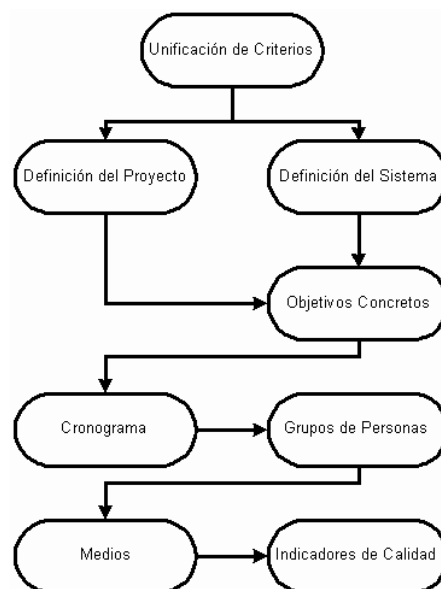 Unificación de Criterios
Definición del Proyecto
Definición del Sistema
Objetivos Concretos
Cronograma
Grupos de Personas
Medios
Indicadores de Calidad